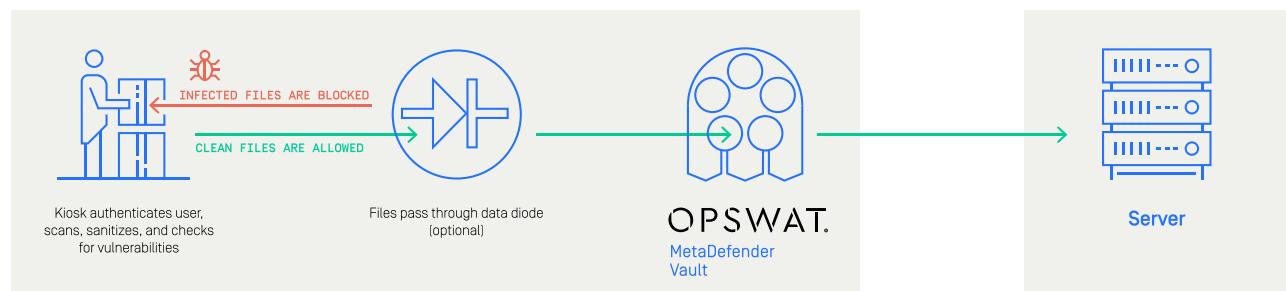 INFECTED FILES ARE BLOCKED
CLEAN FILES ARE ALLOWED
Kiosk authenticates user,
scans, sanitizes, and checks
for vulnerabilities
Files pass through data diode
(optional)
OPSWAT.
MetaDefender
Vault
Server